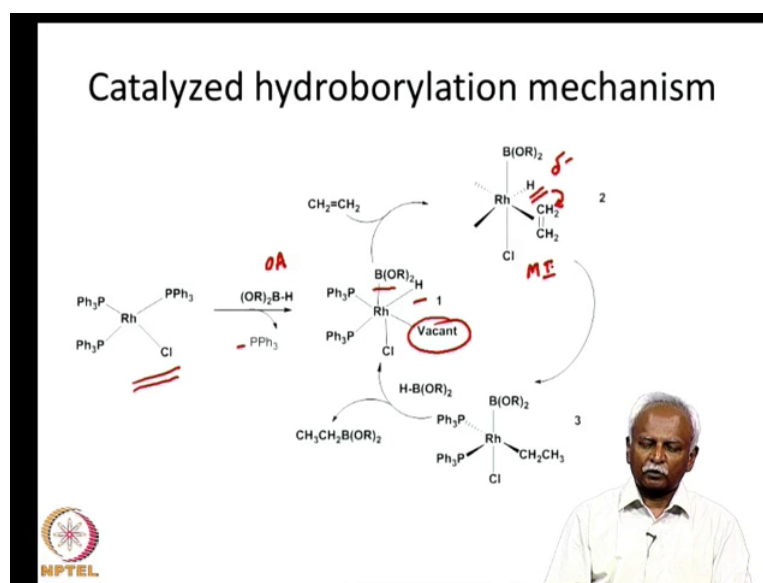 Catalyzed hydroborylation mechanism
B(OR)₂
δ-
H
CH₂=CH₂
Rh
2
CH₂
CH₂
Cl
OA
MI
B(OR)₂
H
Ph₃P
PPh₃
(OR)₂B-H
Ph₃P
1
Rh
Rh
Vacant
Ph₃P
Cl
PPh₃
Ph₃P
Cl
H-B(OR)₂
B(OR)₂
Ph₃P
3
CH₃CH₂B(OR)₂
Rh
Ph₃P
CH₂CH₃
Cl
NPTEL